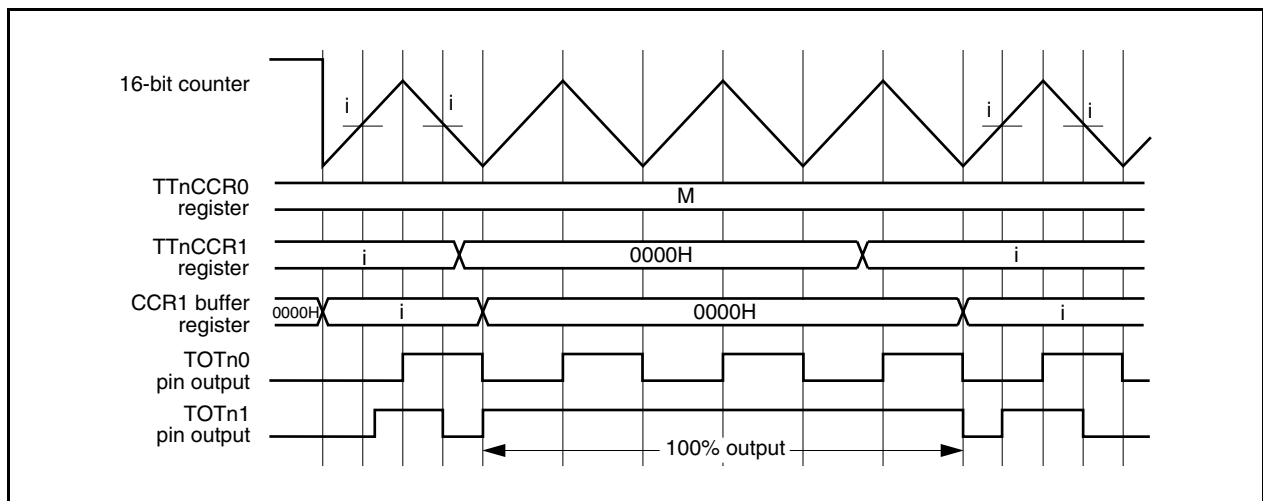 16-bit counter
i
i
i
i
TTnCCR0
register
M
TTnCCR1
register
i
0000H
i
CCR1 buffer
register
0000H
i
0000H
i
TOTn0
pin output
TOTn1
pin output
100% output